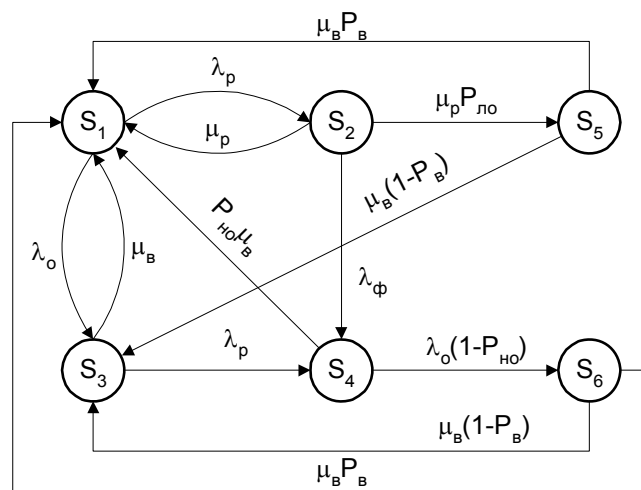 μвPв
λр
S₁
μр
S₂
μрPло
S₅
Pноμв
μв(1-Pв)
λо
μв
λф
S₃
λр
S₄
λо(1-Pно)
S₆
μв(1-Pв)
μвPв